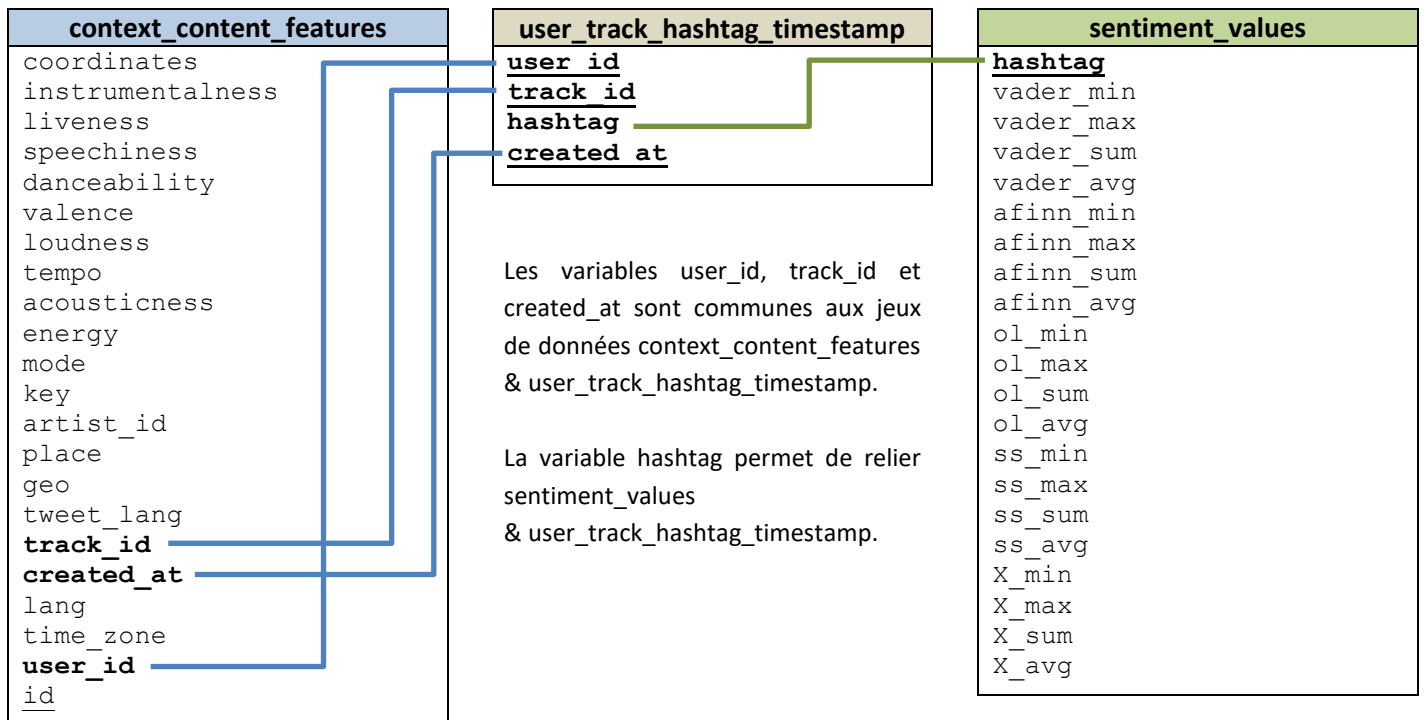 context_content_features
coordinates
instrumentalness
liveness
speechiness
danceability
valence
loudness
tempo
acousticness
energy
mode
key
artist_id
place
geo
tweet_lang
track_id
created_at
lang
time_zone
user_id
id
user_track_hashtag_timestamp
user_id
track_id
hashtag
created_at
Les variables user_id, track_id et
created_at sont communes aux jeux
de données context_content_features
& user_track_hashtag_timestamp.
La variable hashtag permet de relier
sentiment_values
& user_track_hashtag_timestamp.
sentiment_values
hashtag
vader_min
vader_max
vader_sum
vader_avg
afinn_min
afinn_max
afinn_sum
afinn_avg
ol_min
ol_max
ol_sum
ol_avg
ss_min
ss_max
ss_sum
ss_avg
X_min
X_max
X_sum
X_avg